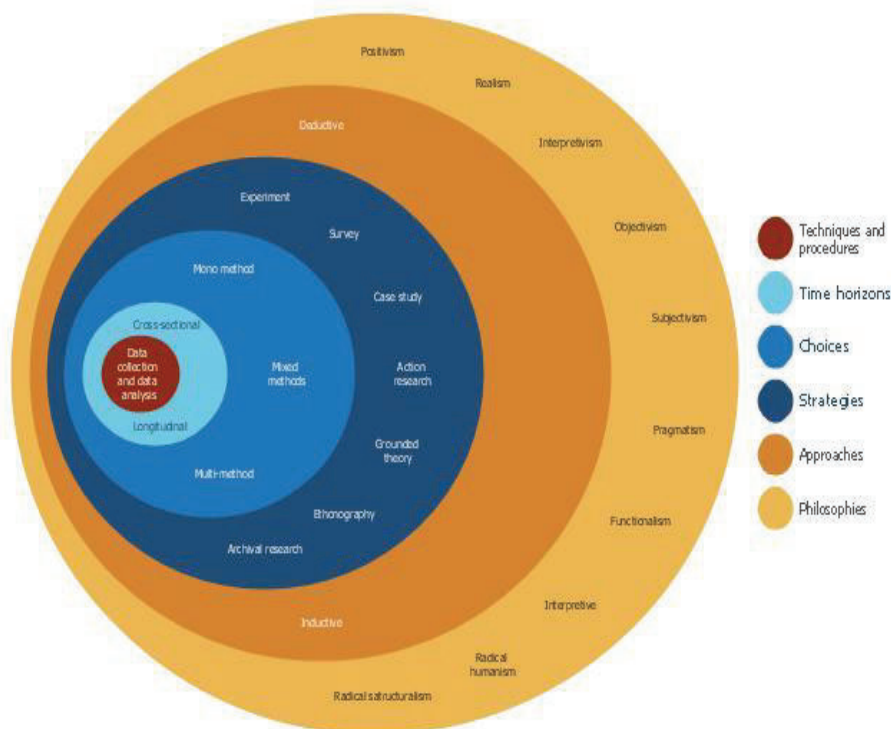 Positivism
Realism
Deductive
Interpretivism
Experiment
Survey
Objectivism
Mono method
Case study
Cross-sectional
Subjectivism
Data
collection
and data
analysis
Mixed
methods
Action
research
Longitudinal
Pragmatism
Grounded
theory
Multi-method
Ethonography
Functionalism
Archival research
Interpretive
Inductive
Radical
humanism
Radical satructuralism
Techniques and
procedures
Time horizons
Choices
Strategies
Approaches
Philosophies